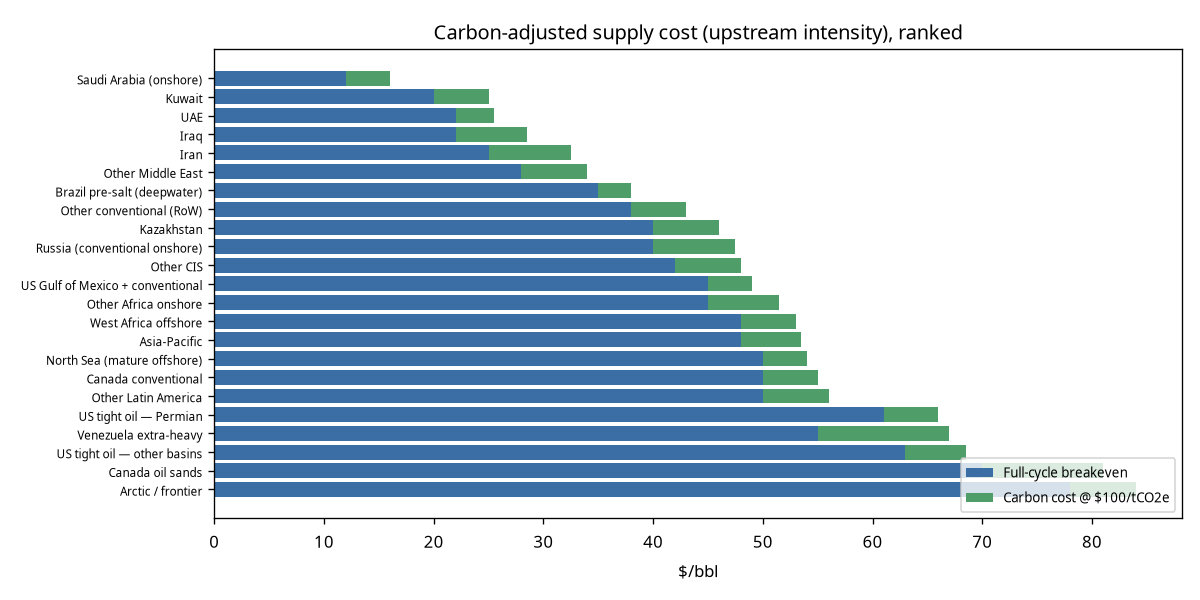 Carbon-adjusted supply cost (upstream intensity), ranked
Saudi Arabia (onshore)
Kuwait
UAE
Iraq
Iran
Other Middle East
Brazil pre-salt (deepwater)
Other conventional (RoW)
Kazakhstan
Russia (conventional onshore)
Other CIS
US Gulf of Mexico + conventional
Other Africa onshore
West Africa offshore
Asia-Pacific
North Sea (mature offshore)
Canada conventional
Other Latin America
US tight oil — Permian
Venezuela extra-heavy
US tight oil — other basins
Canada oil sands
Arctic / frontier
Full-cycle breakeven
Carbon cost @ $100/tCO2e
0 10 20 30 40 50 60 70 80
$/bbl